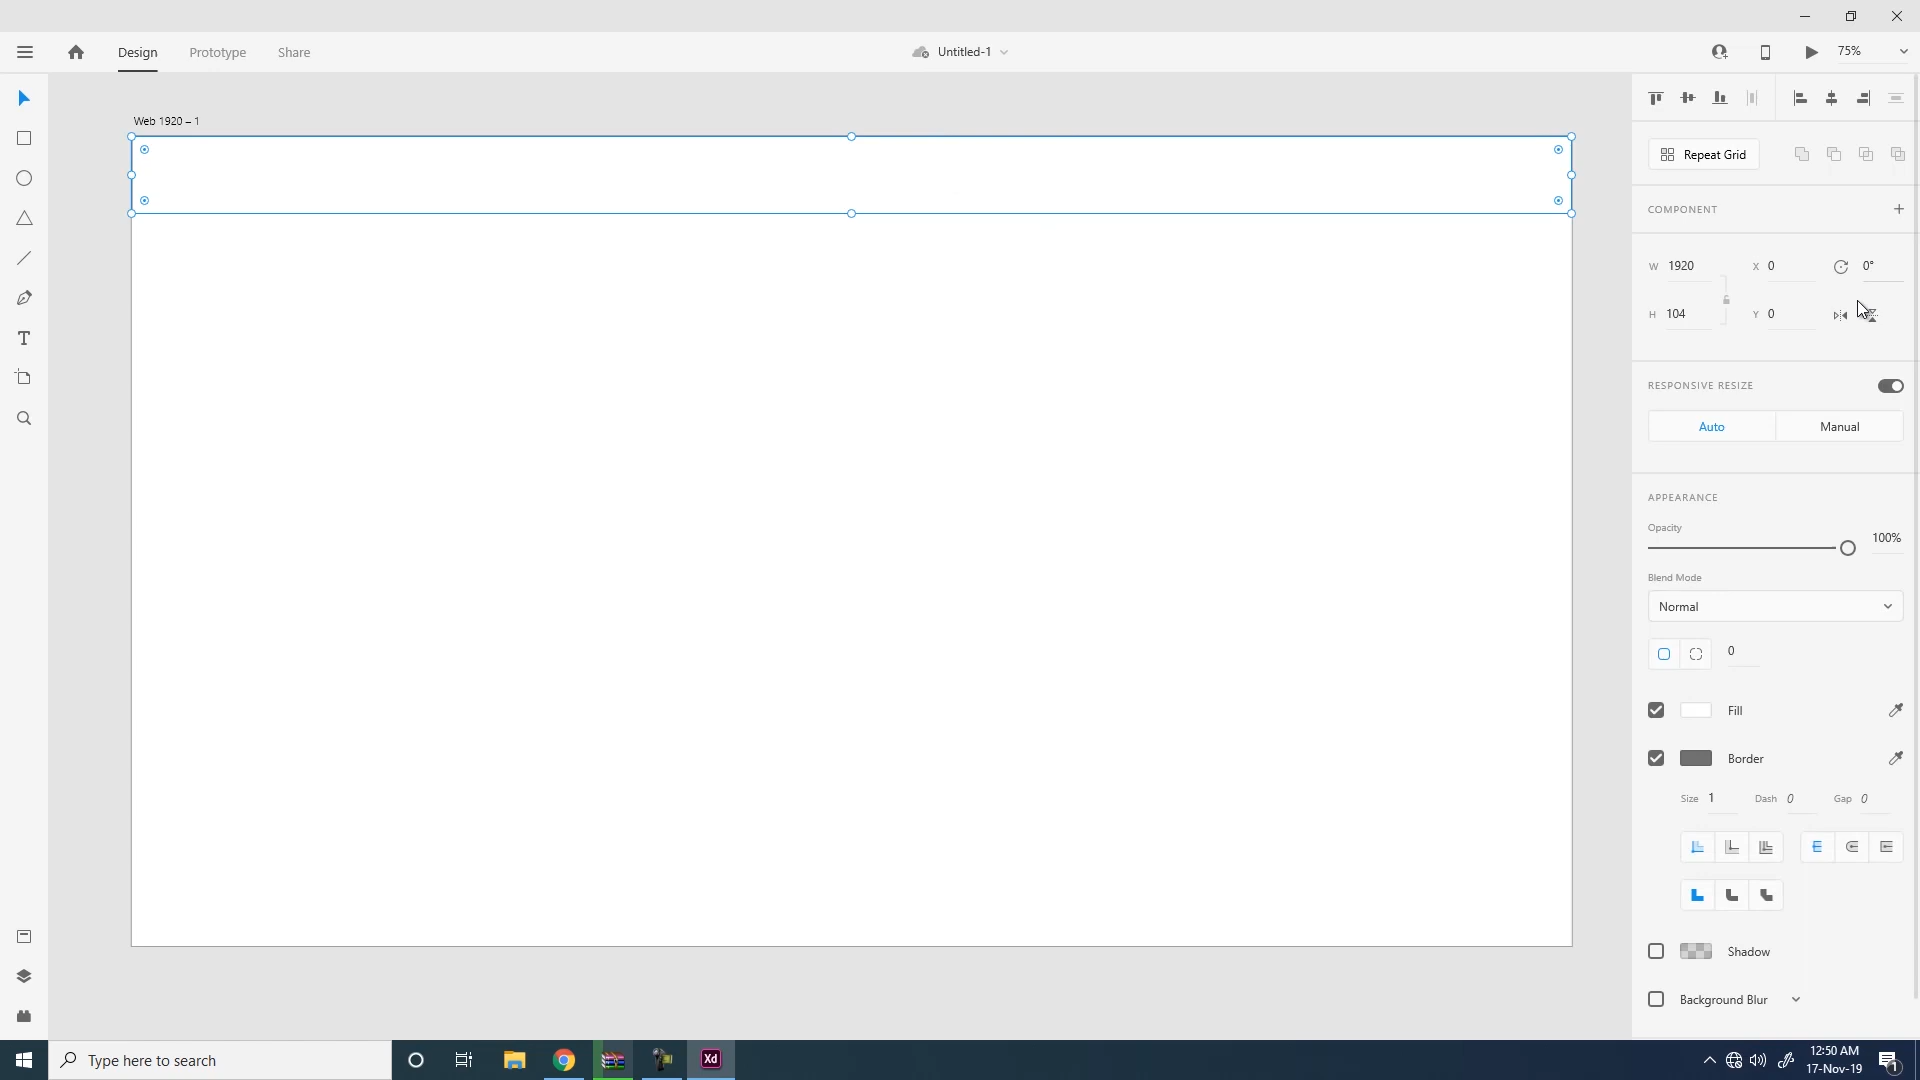 Design
Prototype
Share
Untitled-1
75%
Web 1920 – 1
Repeat Grid
COMPONENT
W 1920
X 0
0°
H 104
Y 0
RESPONSIVE RESIZE
Auto
Manual
APPEARANCE
Opacity
100%
Blend Mode
Normal
0
Fill
Border
Size 1
Dash 0
Gap 0
Shadow
Background Blur
T
Type here to search
Xd
12:50 AM
17-Nov-19
1